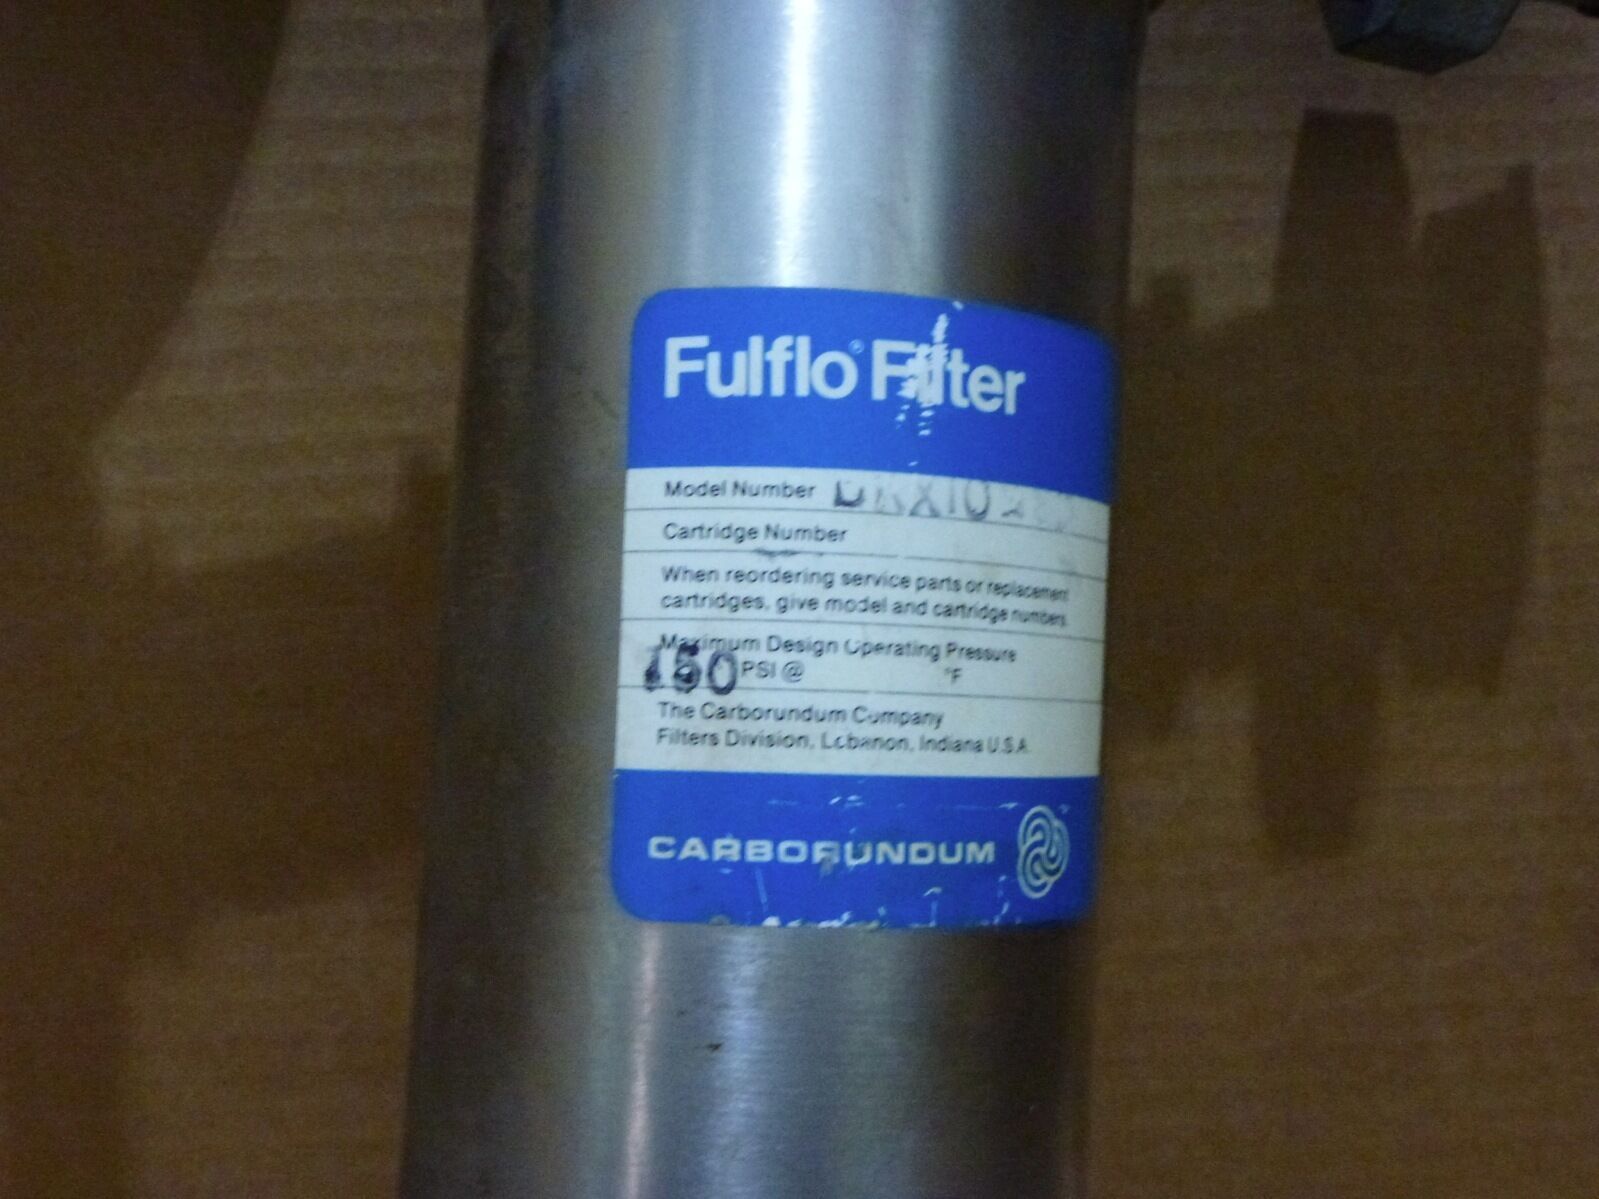 Fulflo® Filter
Model Number
Cartridge Number
When reordering service parts or replacement
cartridges, give model and cartridge numbers.
Maximum Design Operating Pressure
150 PSI @ °F
The Carborundum Company
Filters Division, Lebanon, Indiana U.S.A.
CARBORUNDUM